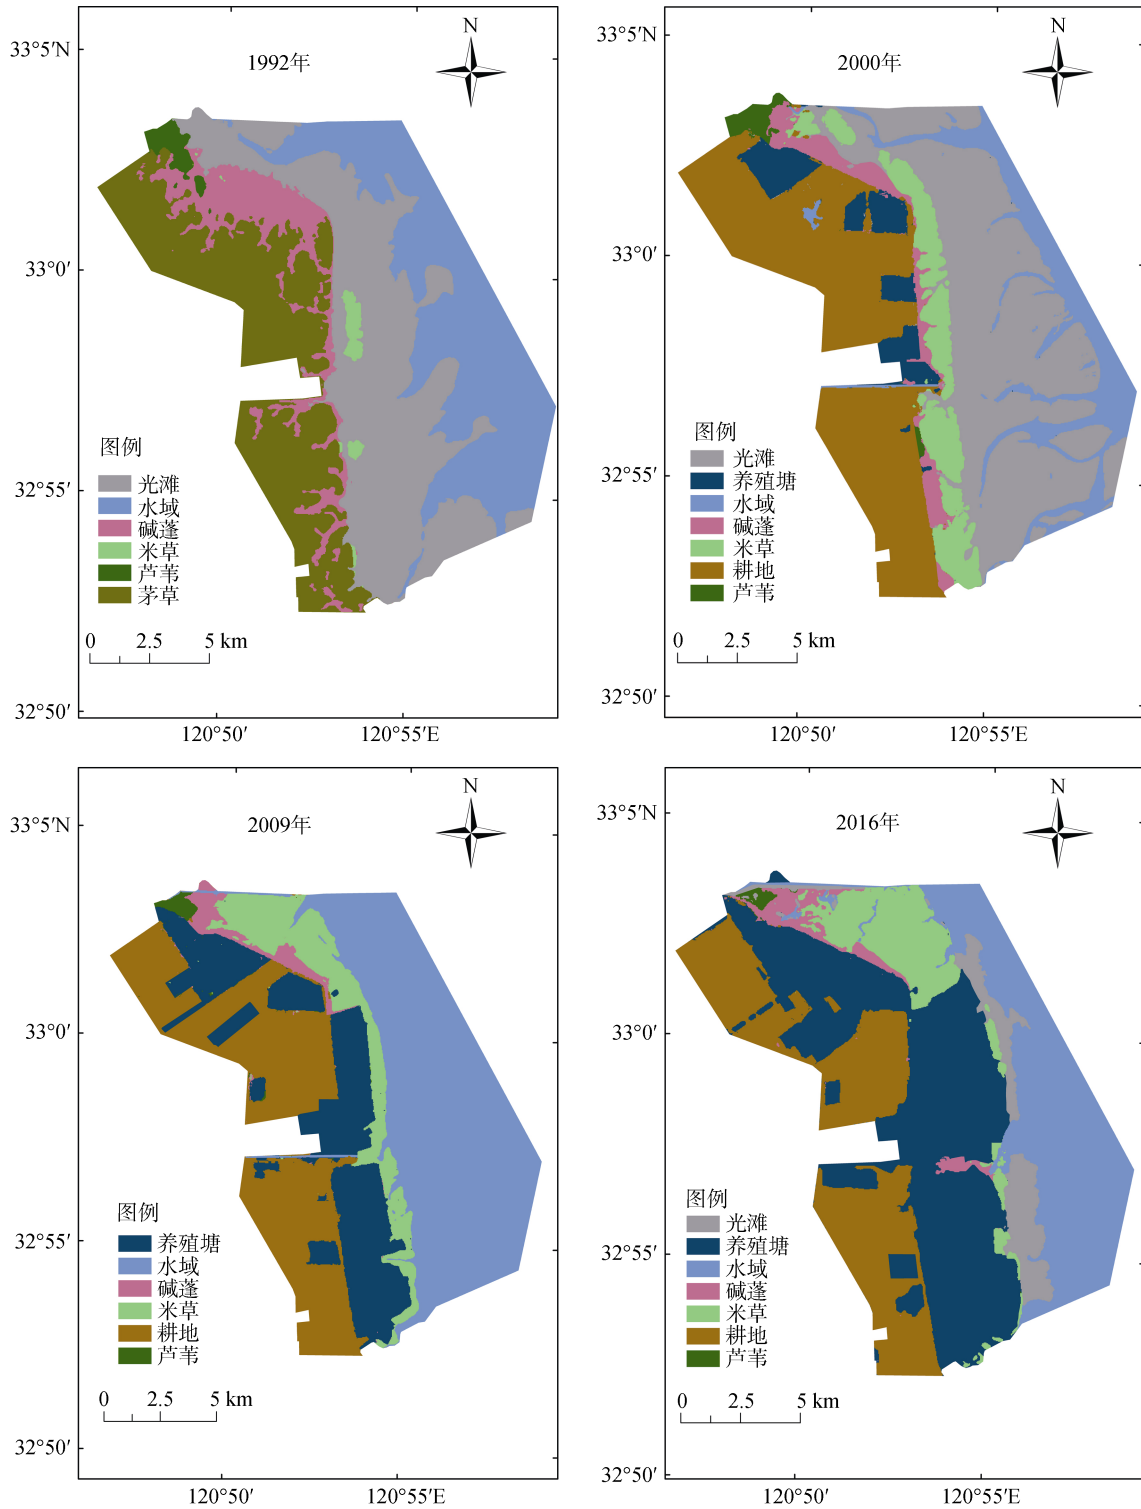 1992年
N
33°5′N
33°0′
32°55′
32°50′
图例
光滩
水域
碱蓬
米草
芦苇
茅草
0 2.5 5 km
120°50′ 120°55′E
2000年
N
33°5′N
33°0′
32°55′
32°50′
图例
光滩
养殖塘
水域
碱蓬
米草
耕地
芦苇
0 2.5 5 km
120°50′ 120°55′E
2009年
N
33°5′N
33°0′
32°55′
32°50′
图例
养殖塘
水域
碱蓬
米草
耕地
芦苇
0 2.5 5 km
120°50′ 120°55′E
2016年
N
33°5′N
33°0′
32°55′
32°50′
图例
光滩
养殖塘
水域
碱蓬
米草
耕地
芦苇
0 2.5 5 km
120°50′ 120°55′E